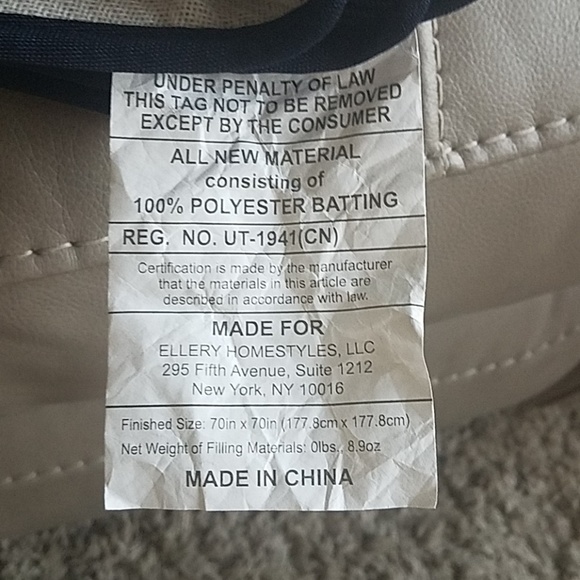 UNDER PENALTY OF LAW
THIS TAG NOT TO BE REMOVED
EXCEPT BY THE CONSUMER
ALL NEW MATERIAL
consisting of
100% POLYESTER BATTING
REG. NO. UT-1941(CN)
Certification is made by the manufacturer
that the materials in this article are
described in accordance with law.
MADE FOR
ELLERY HOMESTYLES, LLC
295 Fifth Avenue, Suite 1212
New York, NY 10016
Finished Size: 70in x 70in (177.8cm x 177.8cm)
Net Weight of Filling Materials: 0lbs., 8.9oz
MADE IN CHINA